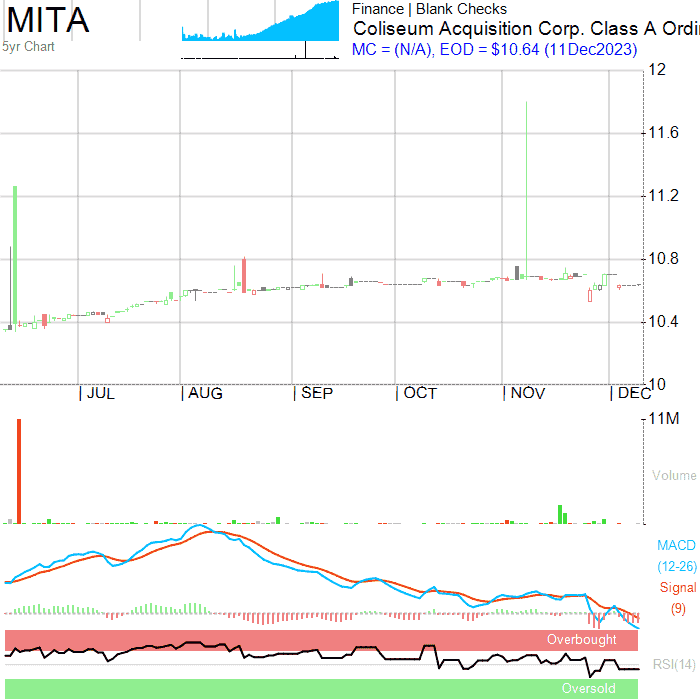 MITA
5yr Chart
Finance | Blank Checks
Coliseum Acquisition Corp. Class A Ordi
MC = (N/A), EOD = $10.64 (11Dec2023)
12
11.6
11.2
10.8
10.4
10
| JUL | AUG | SEP | OCT | NOV | DEC
11M
Volume
MACD
(12-26)
Signal
(9)
Overbought
RSI(14)
Oversold